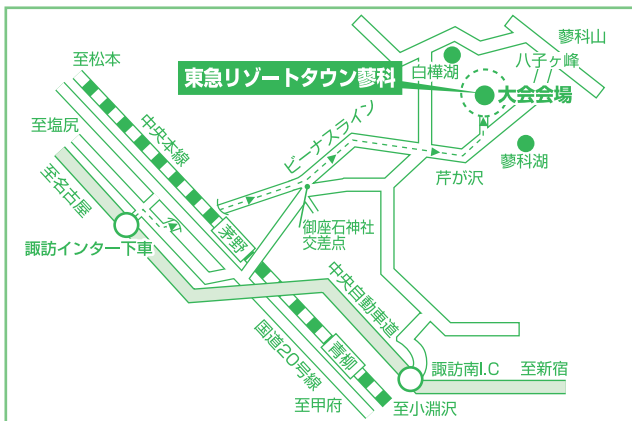 蓼科山
至松本
八子ヶ峰
白樺湖
東急リゾートタウン蓼科
大会会場
至塩尻
中央本線
ビーナスライン
蓼科湖
芹が沢
至名古屋
御座石神社
交差点
茅野
諏訪インター下車
中央自動車道
国道20号線
青柳
諏訪南I.C
至新宿
至甲府
至小淵沢